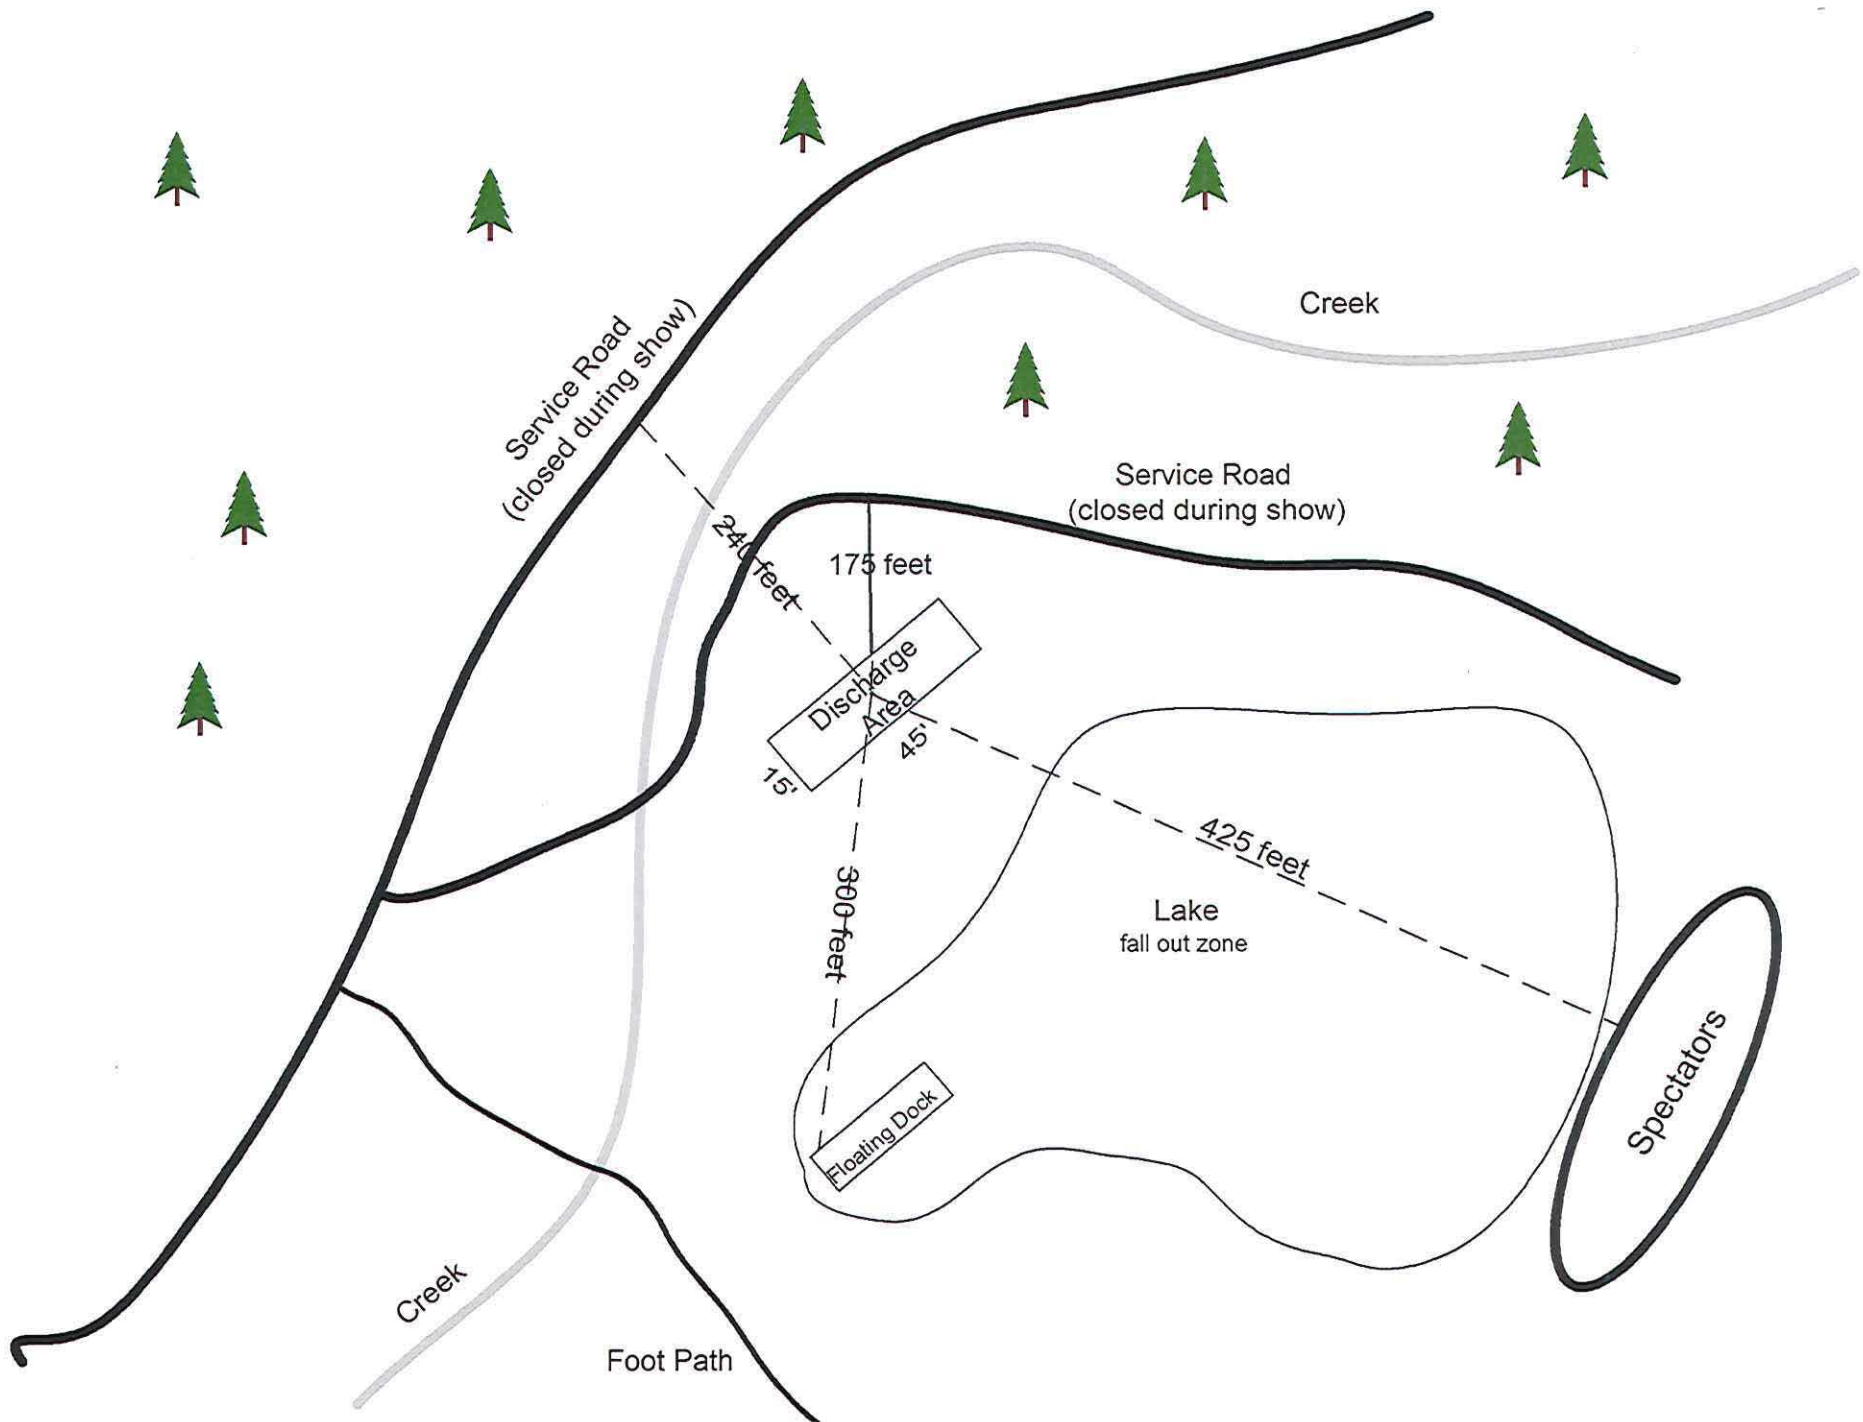 Creek
Service Road
(closed during show)
Service Road
(closed during show)
240 feet
175 feet
Discharge
Area
45'
15'
425 feet
300 feet
Lake
fall out zone
Spectators
Floating Dock
Creek
Foot Path